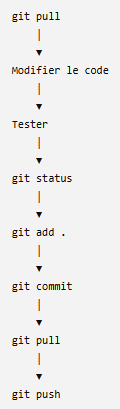 git pull
Modifier le code
Tester
git status
git add .
git commit
git pull
git push